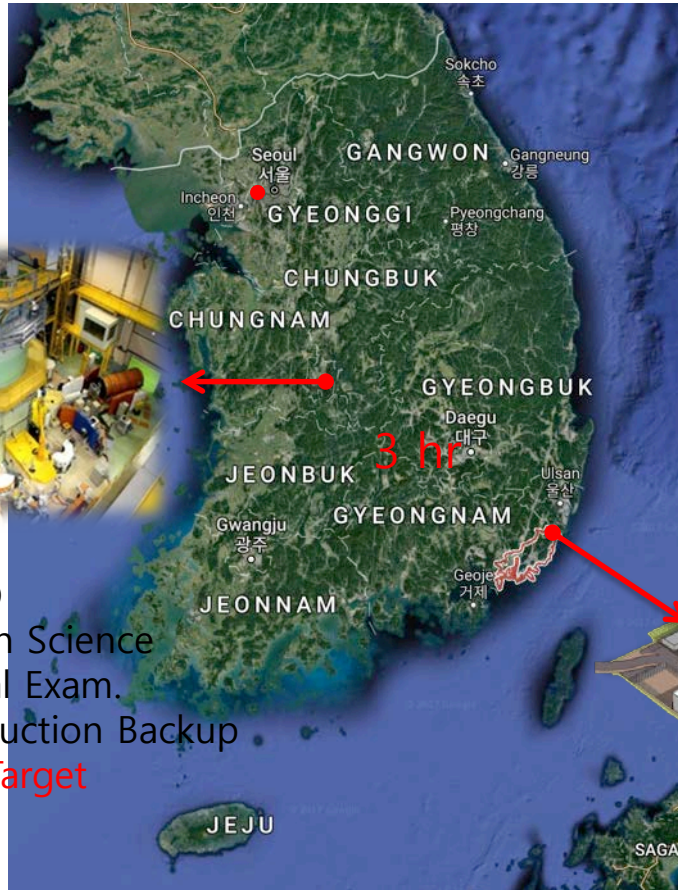 Sokcho
속초
Seoul
서울
GANGWON
Gangneung
강릉
Incheon
인천
GYEONGGI
Pyeongchang
평창
CHUNGBUK
CHUNGNAM
GYEONGBUK
Daegu
대구
3 hr
JEONBUK
Ulsan
울산
GYEONGNAM
Gwangju
광주
Geoje
거제
JEONNAM
Science
Exam.
Backup
Target
JEJU
SAGA